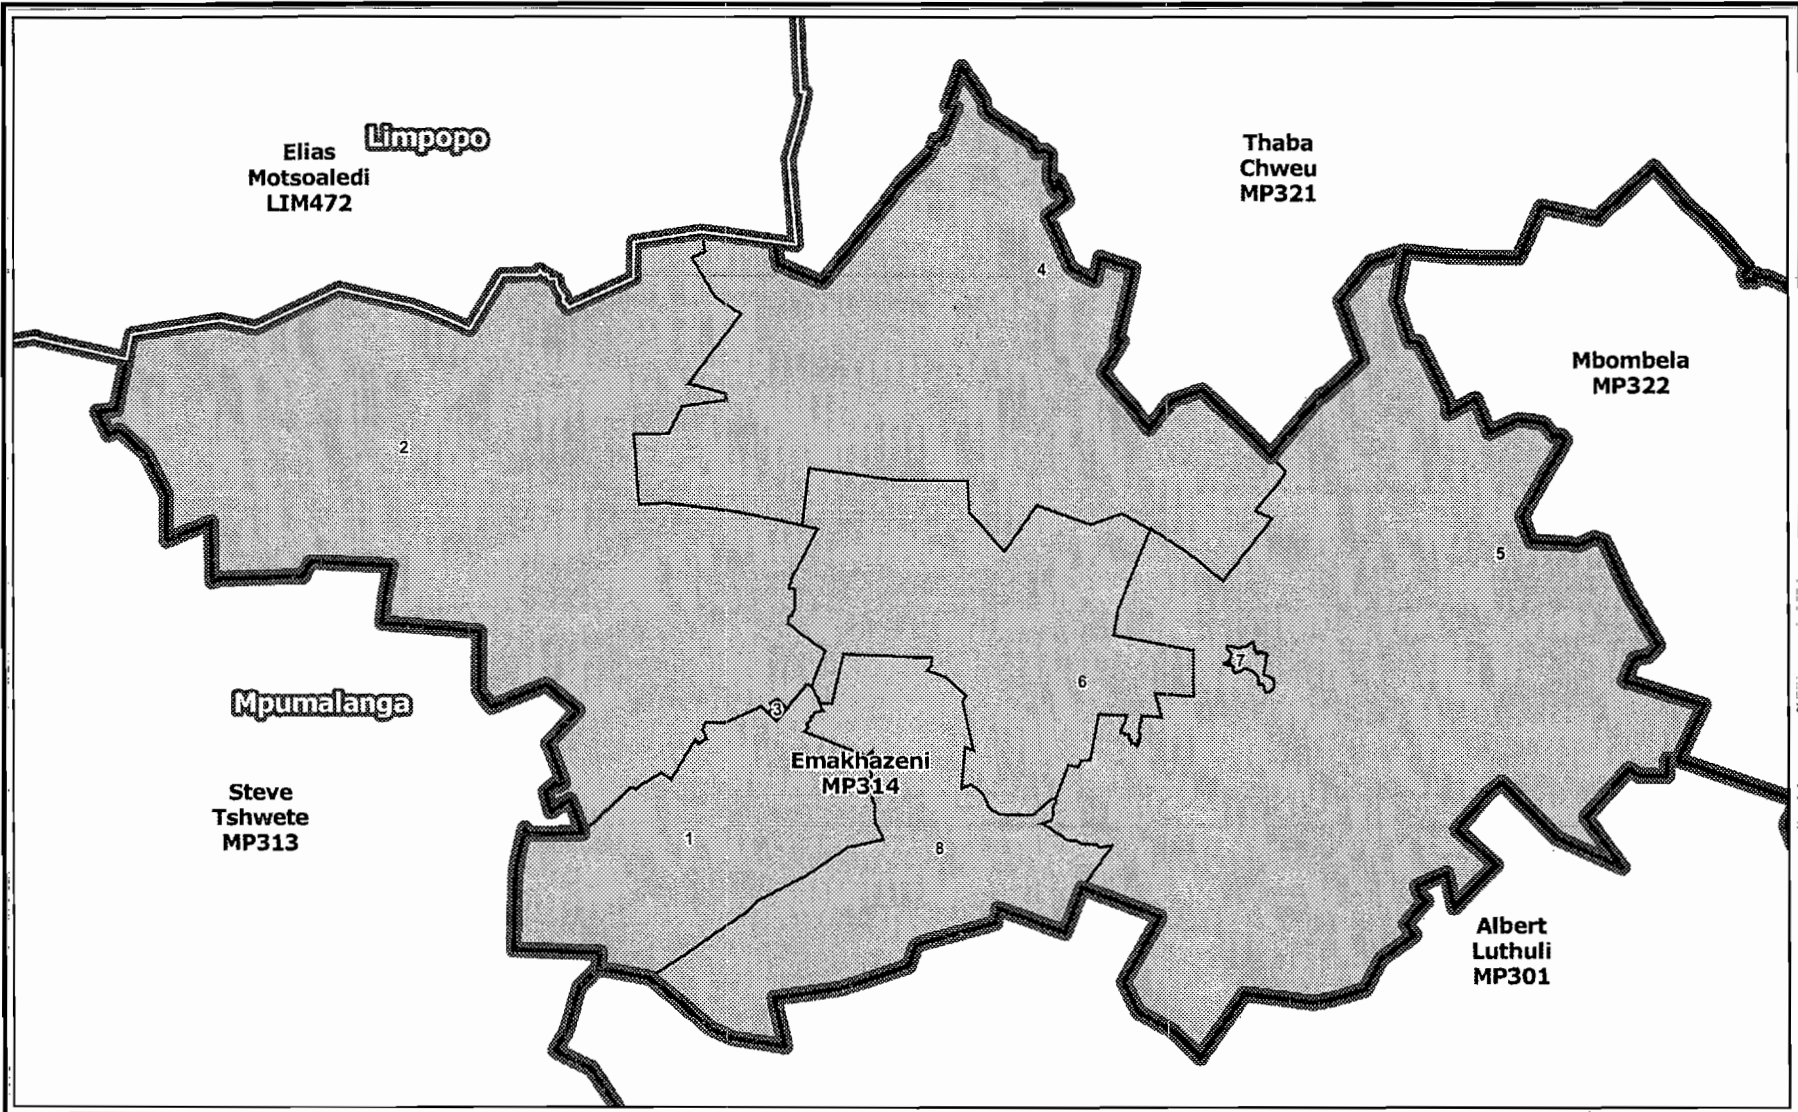 Limpopo
Elias
Motsoaledi
LIM472
Thaba
Chweu
MP321
4
Mbombela
MP322
2
5
7
6
3
Mpumalanga
Emakhazeni
MP314
Steve
Tshwete
MP313
1
8
Albert
Luthuli
MP301